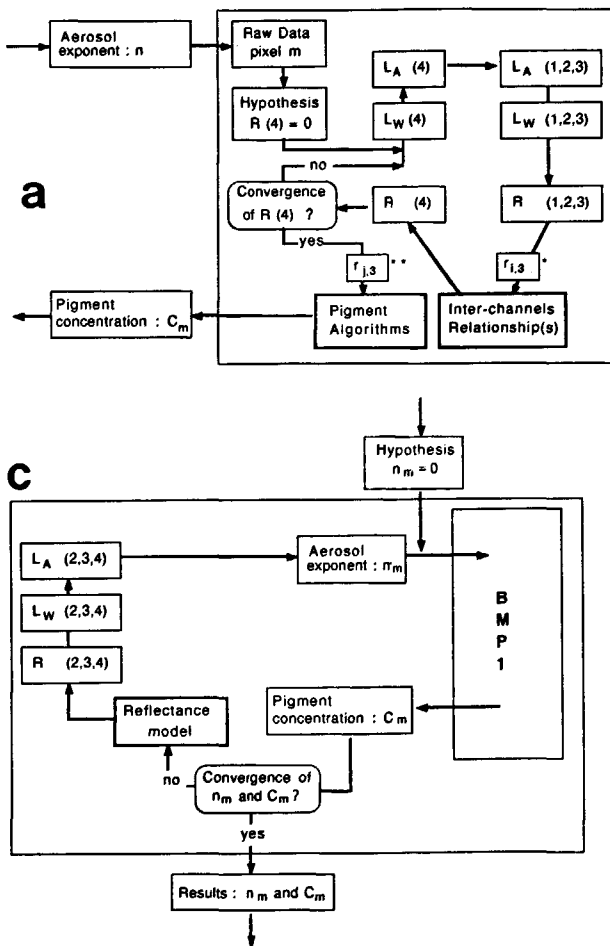 a
Aerosol
exponent : n
Raw Data
pixel m
Hypothesis
R (4) = 0
L_A (4)
L_A (1,2,3)
L_W (4)
L_W (1,2,3)
no
Convergence
of R (4) ?
R (4)
R (1,2,3)
yes
r_j,3 **
r_i,3 *
Pigment
concentration : C_m
Pigment
Algorithms
Inter-channels
Relationship(s)
c
Hypothesis
n_m = 0
L_A (2,3,4)
Aerosol
exponent : n_m
L_W (2,3,4)
R (2,3,4)
B
M
P
1
Reflectance
model
Pigment
concentration : C_m
no
Convergence of
n_m and C_m ?
yes
Results : n_m and C_m